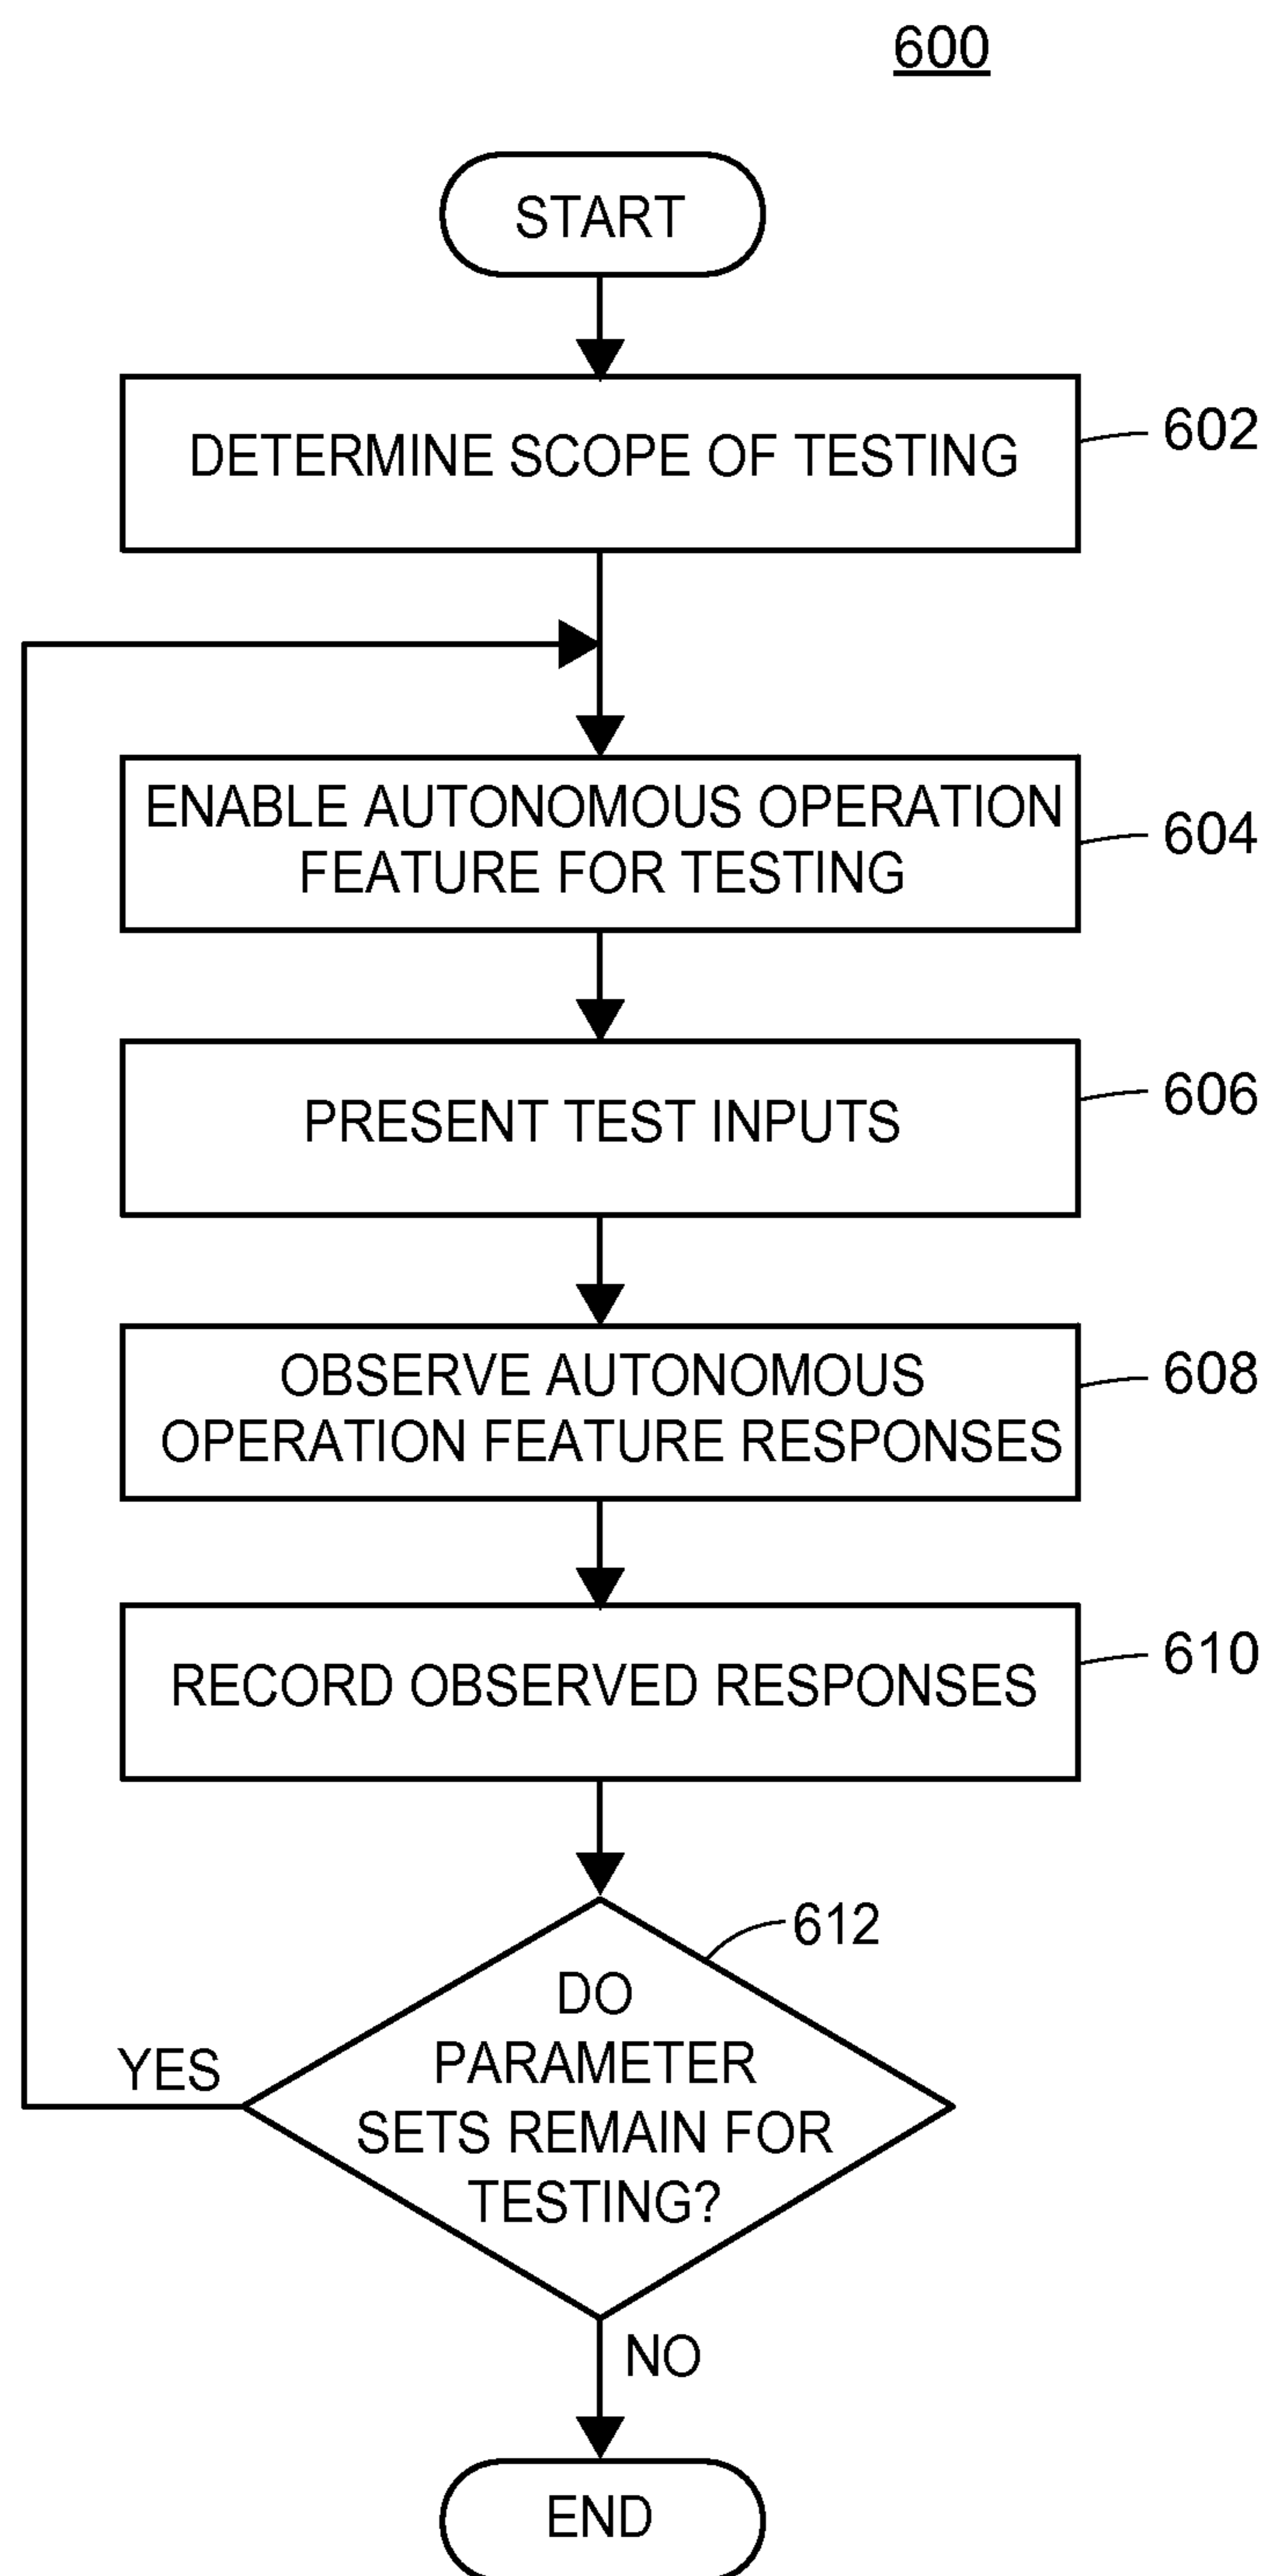 600
START
DETERMINE SCOPE OF TESTING
602
ENABLE AUTONOMOUS OPERATION
FEATURE FOR TESTING
604
PRESENT TEST INPUTS
606
OBSERVE AUTONOMOUS
OPERATION FEATURE RESPONSES
608
RECORD OBSERVED RESPONSES
610
612
DO
PARAMETER
SETS REMAIN FOR
TESTING?
YES
NO
END